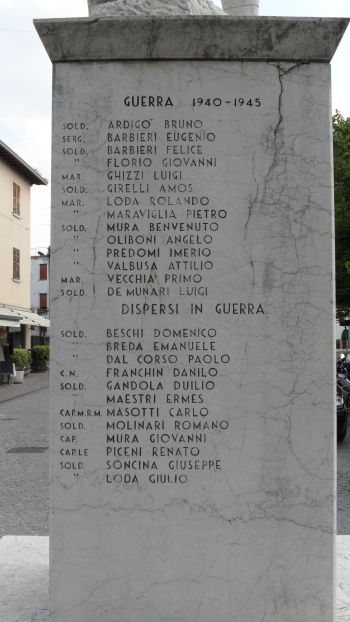 GUERRA 1940-1945
SOLD. ARDIGO' BRUNO
SERG. BARBIERI EUGENIO
SOLD. BARBIERI FELICE
" FLORIO GIOVANNI
MAR. GHIZZI LUIGI
SOLD. GIRELLI AMOS
MAR. LODA ROLANDO
" MARAVIGLIA PIETRO
SOLD. MURA BENVENUTO
" OLIBONI ANGELO
" PREDOMI IMERIO
" VALBUSA ATTILIO
MAR. VECCHIA PRIMO
SOLD. DE MUNARI LUIGI
DISPERSI IN GUERRA
SOLD. BESCHI DOMENICO
" BREDA EMANUELE
" DAL CORSO PAOLO
C.N. FRANCHIN DANILO
SOLD. GANDOLA DUILIO
" MAESTRI ERMES
CAP.M.R.M. MASOTTI CARLO
SOLD. MOLINARI ROMANO
CAP. MURA GIOVANNI
CAP.LE PICENI RENATO
SOLD. SONCINA GIUSEPPE
" LODA GIULIO